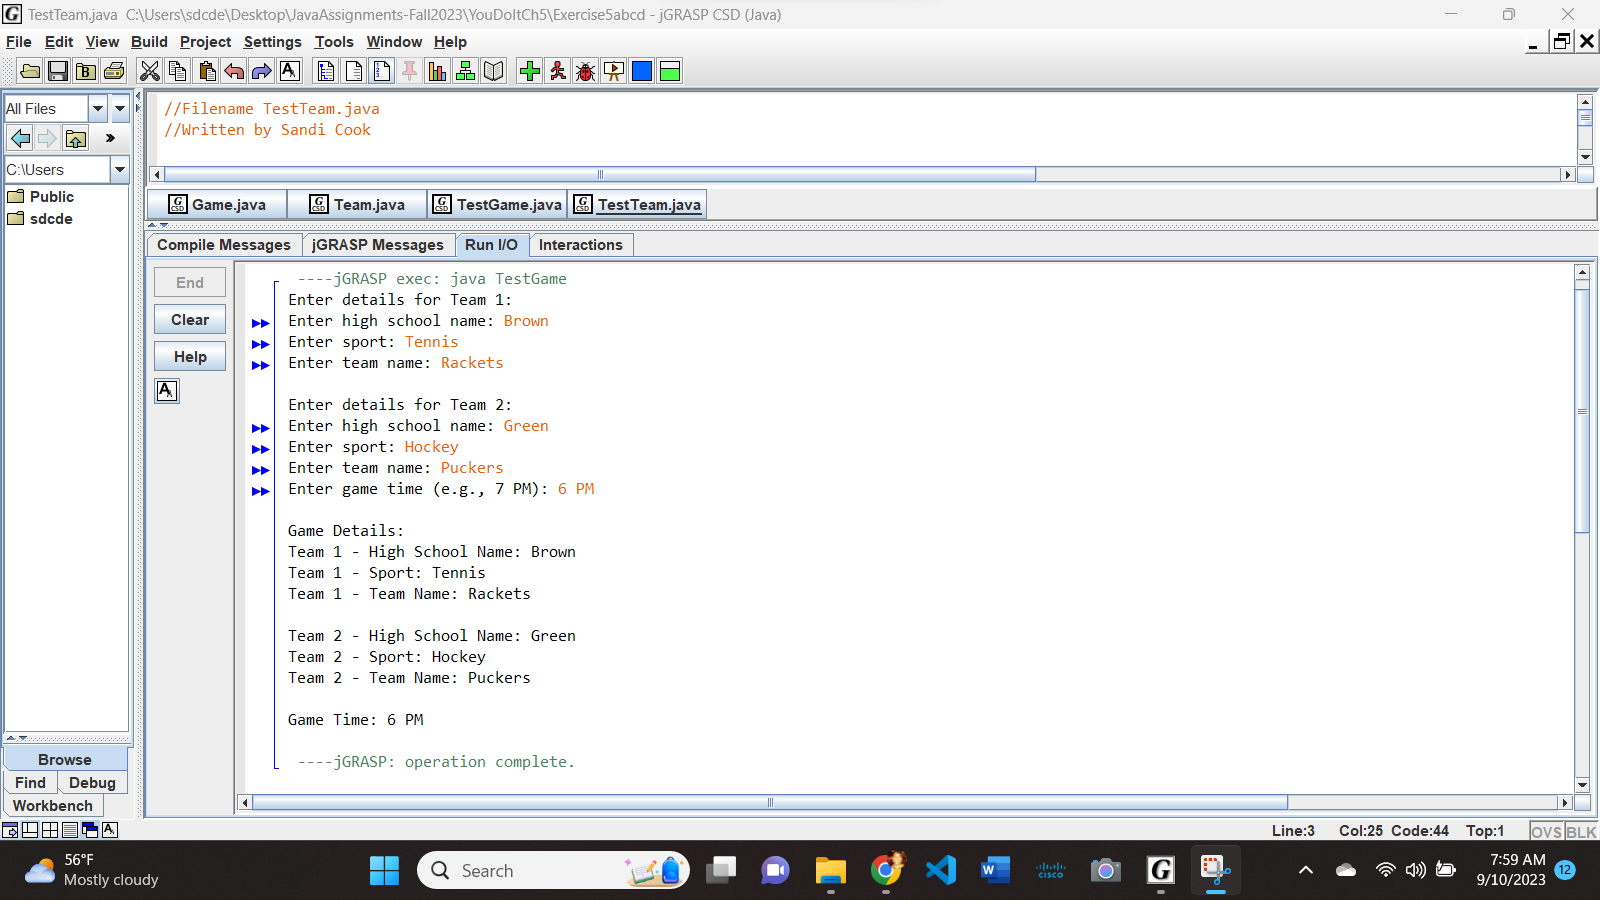 TestTeam.java  C:\Users\sdcde\Desktop\JavaAssignments-Fall2023\YouDoItCh5\Exercise5abcd - jGRASP CSD (Java)
File Edit View Build Project Settings Tools Window Help
All Files
C:\Users
Public
sdcde
//Filename TestTeam.java
//Written by Sandi Cook
Game.java Team.java TestGame.java TestTeam.java
Compile Messages jGRASP Messages Run I/O Interactions
End
Clear
Help
----jGRASP exec: java TestGame
Enter details for Team 1:
Enter high school name: Brown
Enter sport: Tennis
Enter team name: Rackets
Enter details for Team 2:
Enter high school name: Green
Enter sport: Hockey
Enter team name: Puckers
Enter game time (e.g., 7 PM): 6 PM
Game Details:
Team 1 - High School Name: Brown
Team 1 - Sport: Tennis
Team 1 - Team Name: Rackets
Team 2 - High School Name: Green
Team 2 - Sport: Hockey
Team 2 - Team Name: Puckers
Game Time: 6 PM
----jGRASP: operation complete.
Browse
Find Debug
Workbench
Line:3 Col:25 Code:44 Top:1 OVS BLK
56°F
Mostly cloudy
Search
cisco
7:59 AM
9/10/2023
12